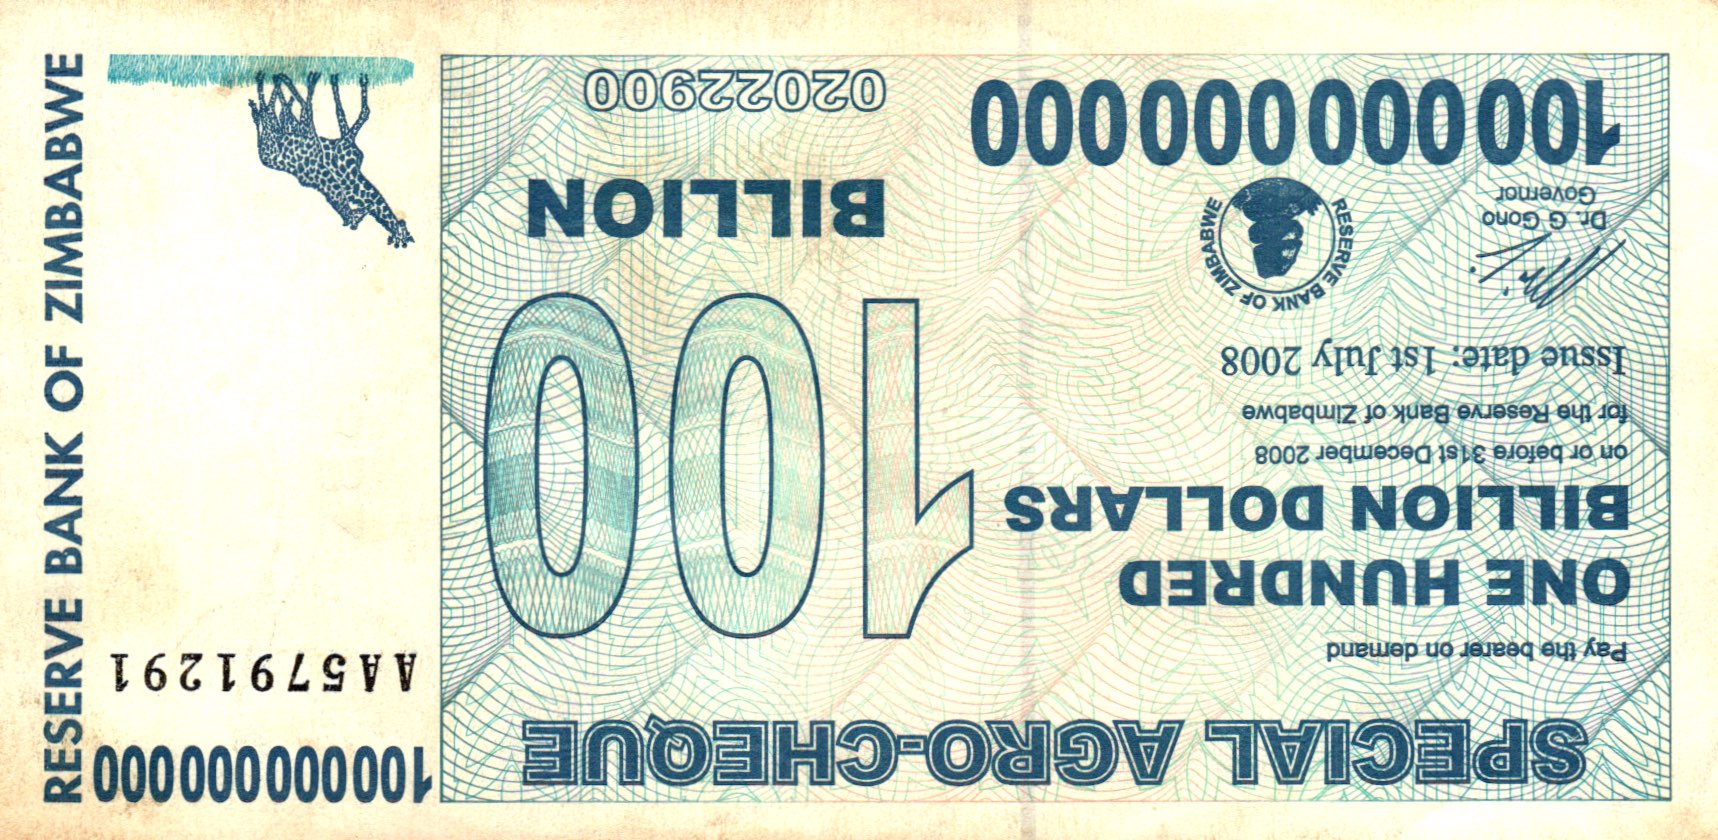 SPECIAL AGRO-CHEQUE
Pay the bearer on demand
ONE HUNDRED
BILLION DOLLARS
on or before 31st December 2008
for the Reserve Bank of Zimbabwe
Issue date: 1st July 2008
Dr. G Gono
Governor
RESERVE BANK OF ZIMBABWE
100000000000
100
BILLION
02022900
100000000000
AA5791291
RESERVE BANK OF ZIMBABWE